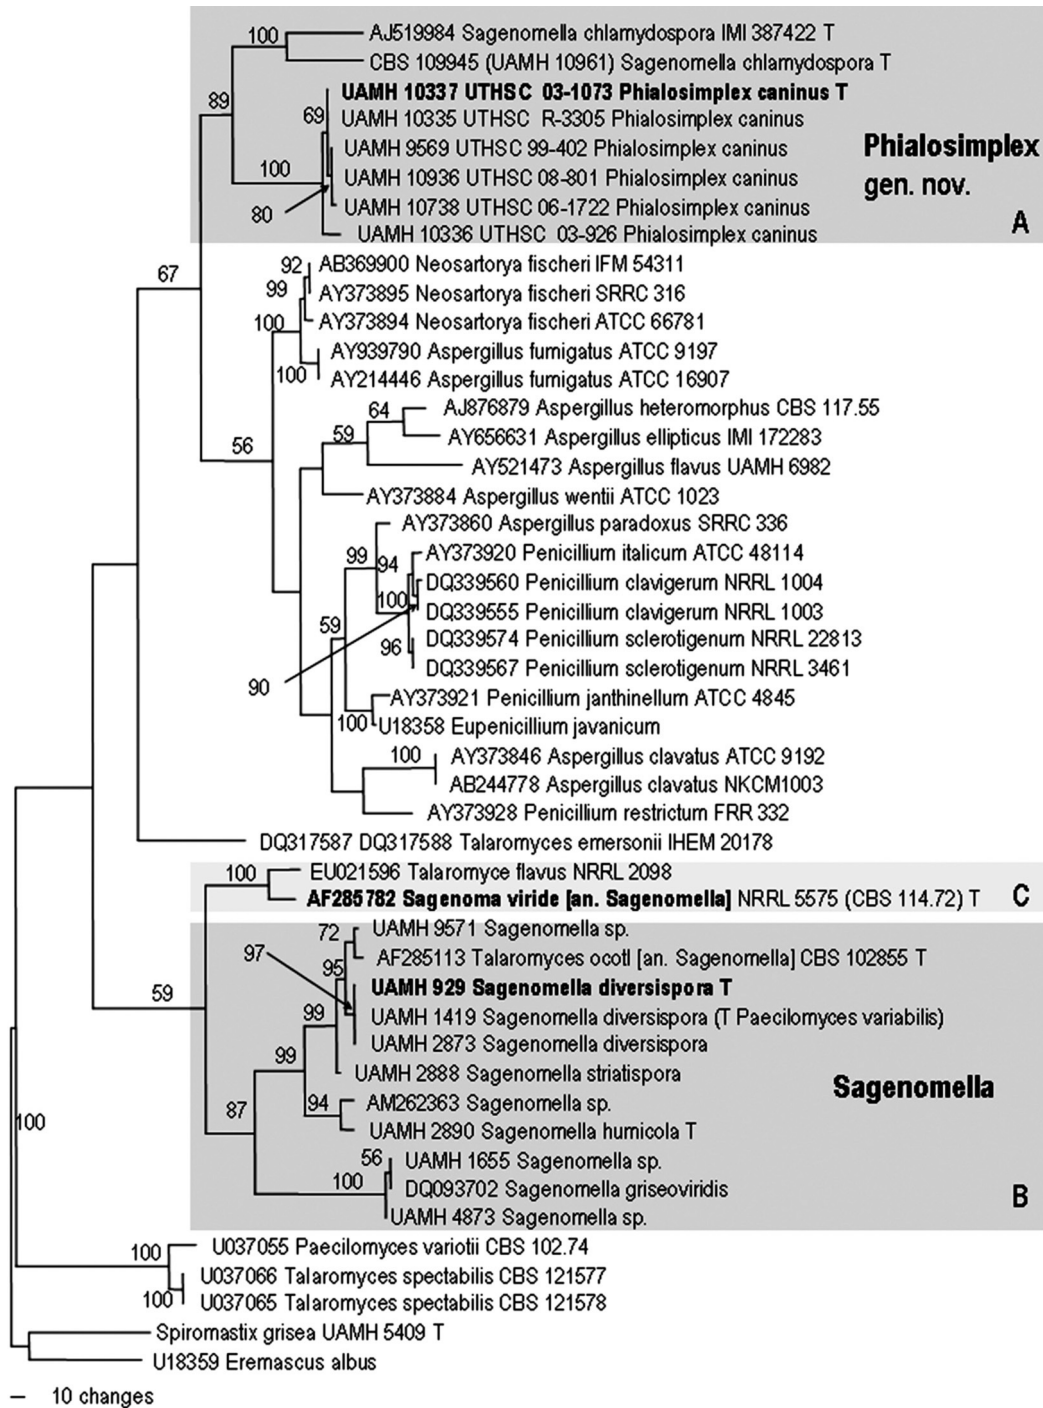 100 AJ519984 Sagenomella chlamydospora IMI 387422 T
CBS 109945 (UAMH 10961) Sagenomella chlamydospora T
89
UAMH 10337 UTHSC 03-1073 Phialosimplex caninus T
69 UAMH 10335 UTHSC R-3305 Phialosimplex caninus
UAMH 9569 UTHSC 99-402 Phialosimplex caninus
100 UAMH 10936 UTHSC 08-801 Phialosimplex caninus
UAMH 10738 UTHSC 06-1722 Phialosimplex caninus
80
UAMH 10336 UTHSC 03-926 Phialosimplex caninus
Phialosimplex
gen. nov.
A
67
92 AB369900 Neosartorya fischeri IFM 54311
99 AY373895 Neosartorya fischeri SRRC 316
100 AY373894 Neosartorya fischeri ATCC 66781
AY939790 Aspergillus fumigatus ATCC 9197
100 AY214446 Aspergillus fumigatus ATCC 16907
64 AJ876879 Aspergillus heteromorphus CBS 117.55
56 59 AY656631 Aspergillus ellipticus IMI 172283
AY521473 Aspergillus flavus UAMH 6982
AY373884 Aspergillus wentii ATCC 1023
AY373860 Aspergillus paradoxus SRRC 336
99 94 AY373920 Penicillium italicum ATCC 48114
DQ339560 Penicillium clavigerum NRRL 1004
100 DQ339555 Penicillium clavigerum NRRL 1003
59 DQ339574 Penicillium sclerotigenum NRRL 22813
96 DQ339567 Penicillium sclerotigenum NRRL 3461
90
AY373921 Penicillium janthinellum ATCC 4845
100 U18358 Eupenicillium javanicum
100 AY373846 Aspergillus clavatus ATCC 9192
AB244778 Aspergillus clavatus NKCM1003
AY373928 Penicillium restrictum FRR 332
DQ317587 DQ317588 Talaromyces emersonii IHEM 20178
100 EU021596 Talaromyce flavus NRRL 2098
AF285782 Sagenoma viride [an. Sagenomella] NRRL 5575 (CBS 114.72) T
C
72 UAMH 9571 Sagenomella sp.
97 95 AF285113 Talaromyces ocotl [an. Sagenomella] CBS 102855 T
59 UAMH 929 Sagenomella diversispora T
99 UAMH 1419 Sagenomella diversispora (T Paecilomyces variabilis)
UAMH 2873 Sagenomella diversispora
99 UAMH 2888 Sagenomella striatispora
Sagenomella
87 94 AM262363 Sagenomella sp.
UAMH 2890 Sagenomella humicola T
56 UAMH 1655 Sagenomella sp.
100 DQ093702 Sagenomella griseoviridis
UAMH 4873 Sagenomella sp.
B
100
100 U037055 Paecilomyces variotii CBS 102.74
U037066 Talaromyces spectabilis CBS 121577
100 U037065 Talaromyces spectabilis CBS 121578
Spiromastix grisea UAMH 5409 T
U18359 Eremascus albus
10 changes